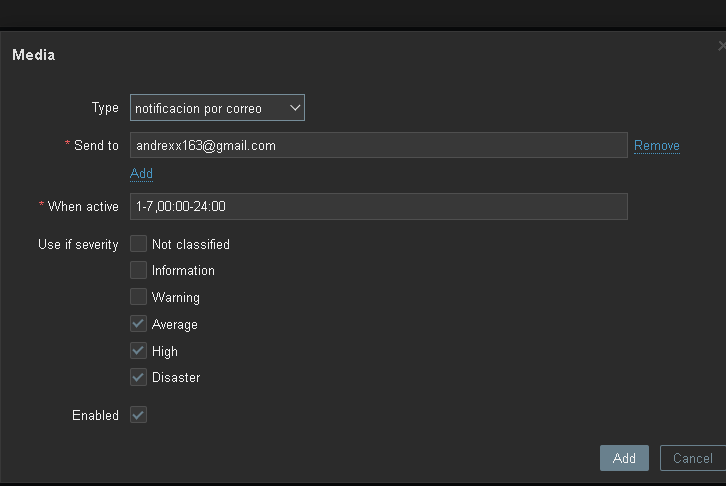 Media
Type notificacion por correo
* Send to andrexx163@gmail.com Remove
Add
* When active 1-7,00:00-24:00
Use if severity Not classified
Information
Warning
Average
High
Disaster
Enabled
Add Cancel